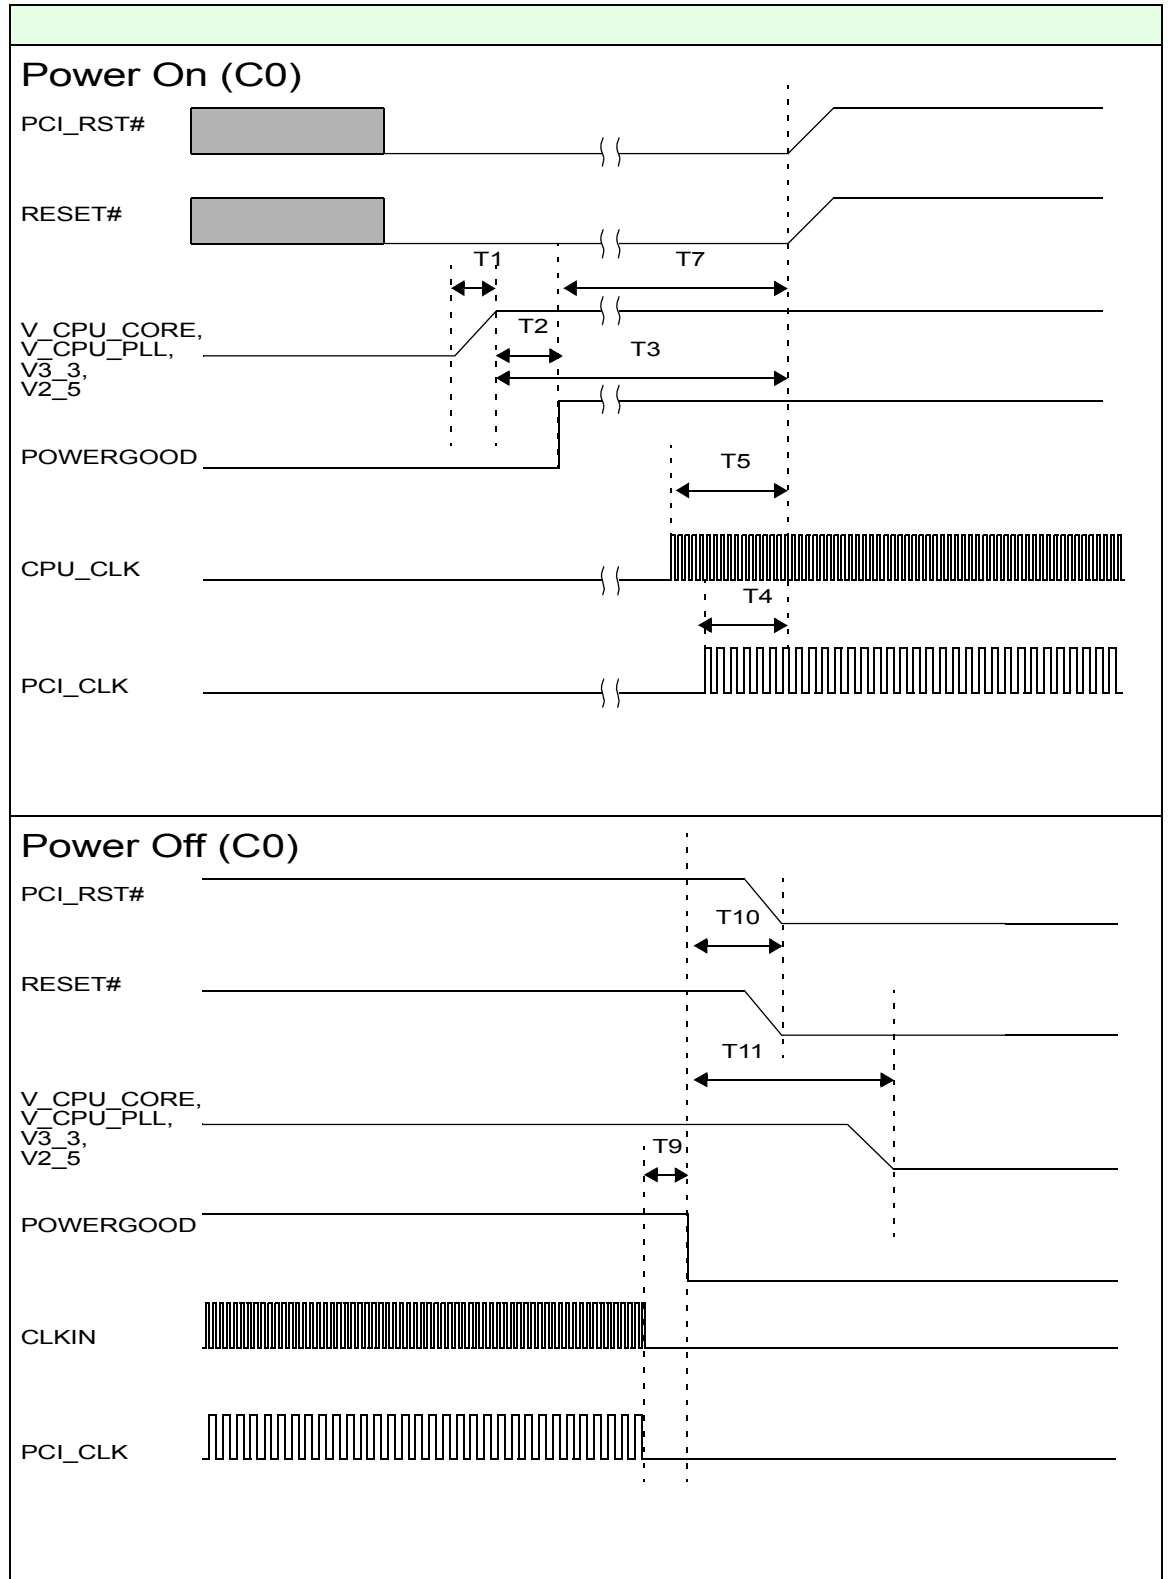 Power On (C0)
PCI_RST#
RESET#
T1
T7
V_CPU_CORE,
V_CPU_PLL,
V3_3,
V2_5
T2
T3
POWERGOOD
T5
CPU_CLK
T4
PCI_CLK
Power Off (C0)
PCI_RST#
T10
RESET#
T11
V_CPU_CORE,
V_CPU_PLL,
V3_3,
V2_5
T9
POWERGOOD
CLKIN
PCI_CLK